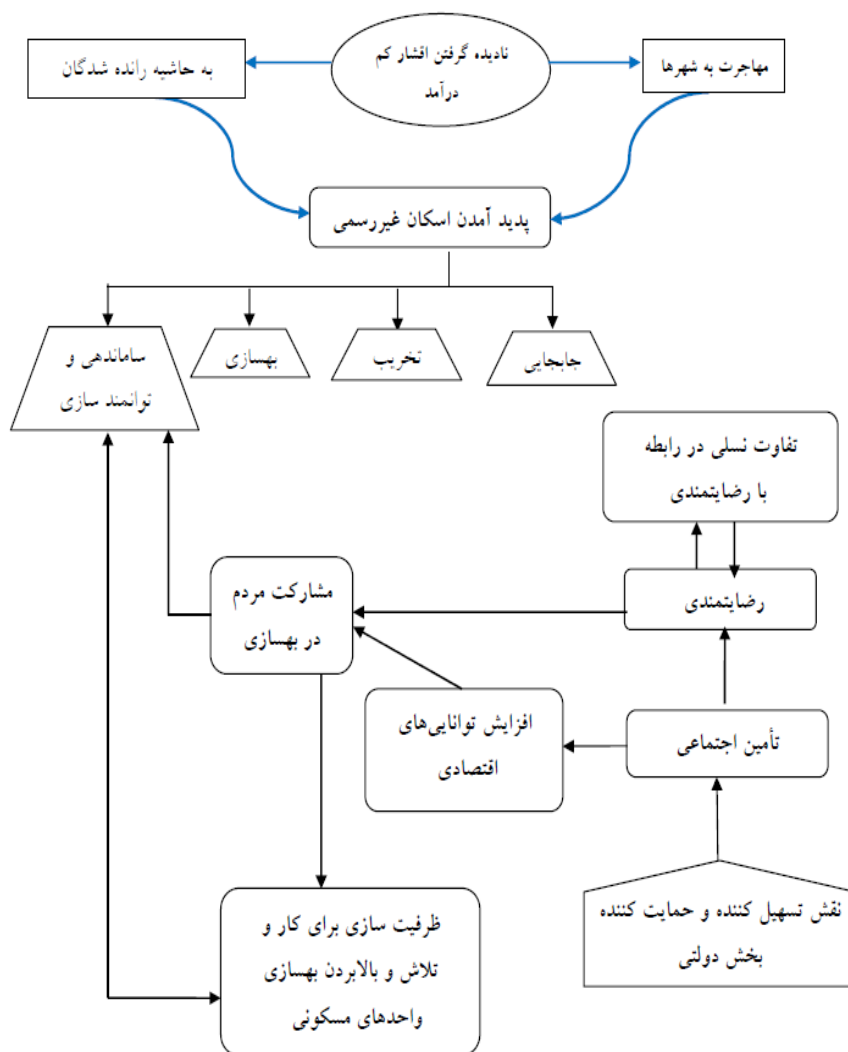 نادیده گرفتن اقشار کم
درآمد
مهاجرت به شهرها
به حاشیه رانده شدگان
پدید آمدن اسکان غیررسمی
جابجایی
تخریب
بهسازی
ساماندهی و
توانمند سازی
تفاوت نسلی در رابطه
با رضایتمندی
رضایتمندی
مشارکت مردم
در بهسازی
افزایش توانایی‌های
اقتصادی
تأمین اجتماعی
نقش تسهیل کننده و حمایت کننده
بخش دولتی
ظرفیت سازی برای کار و
تلاش و بالابردن بهسازی
واحدهای مسکونی